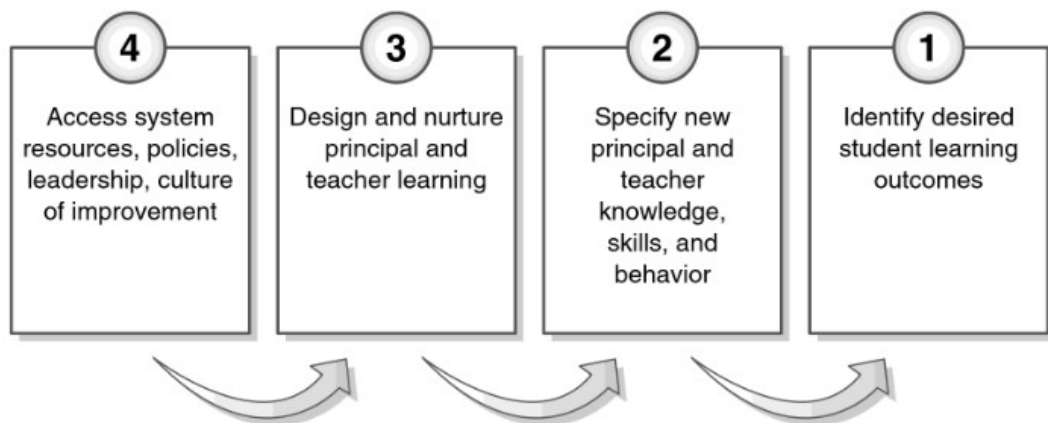 4
Access system
resources, policies,
leadership, culture
of improvement
3
Design and nurture
principal and
teacher learning
2
Specify new
principal and
teacher
knowledge,
skills, and
behavior
1
Identify desired
student learning
outcomes